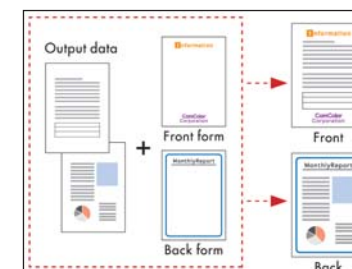 Output data
Information
ComColor
Corporation
Front form
+
MonthlyReport
Back form
Information
ComColor
Corporation
Front
MonthlyReport
Back